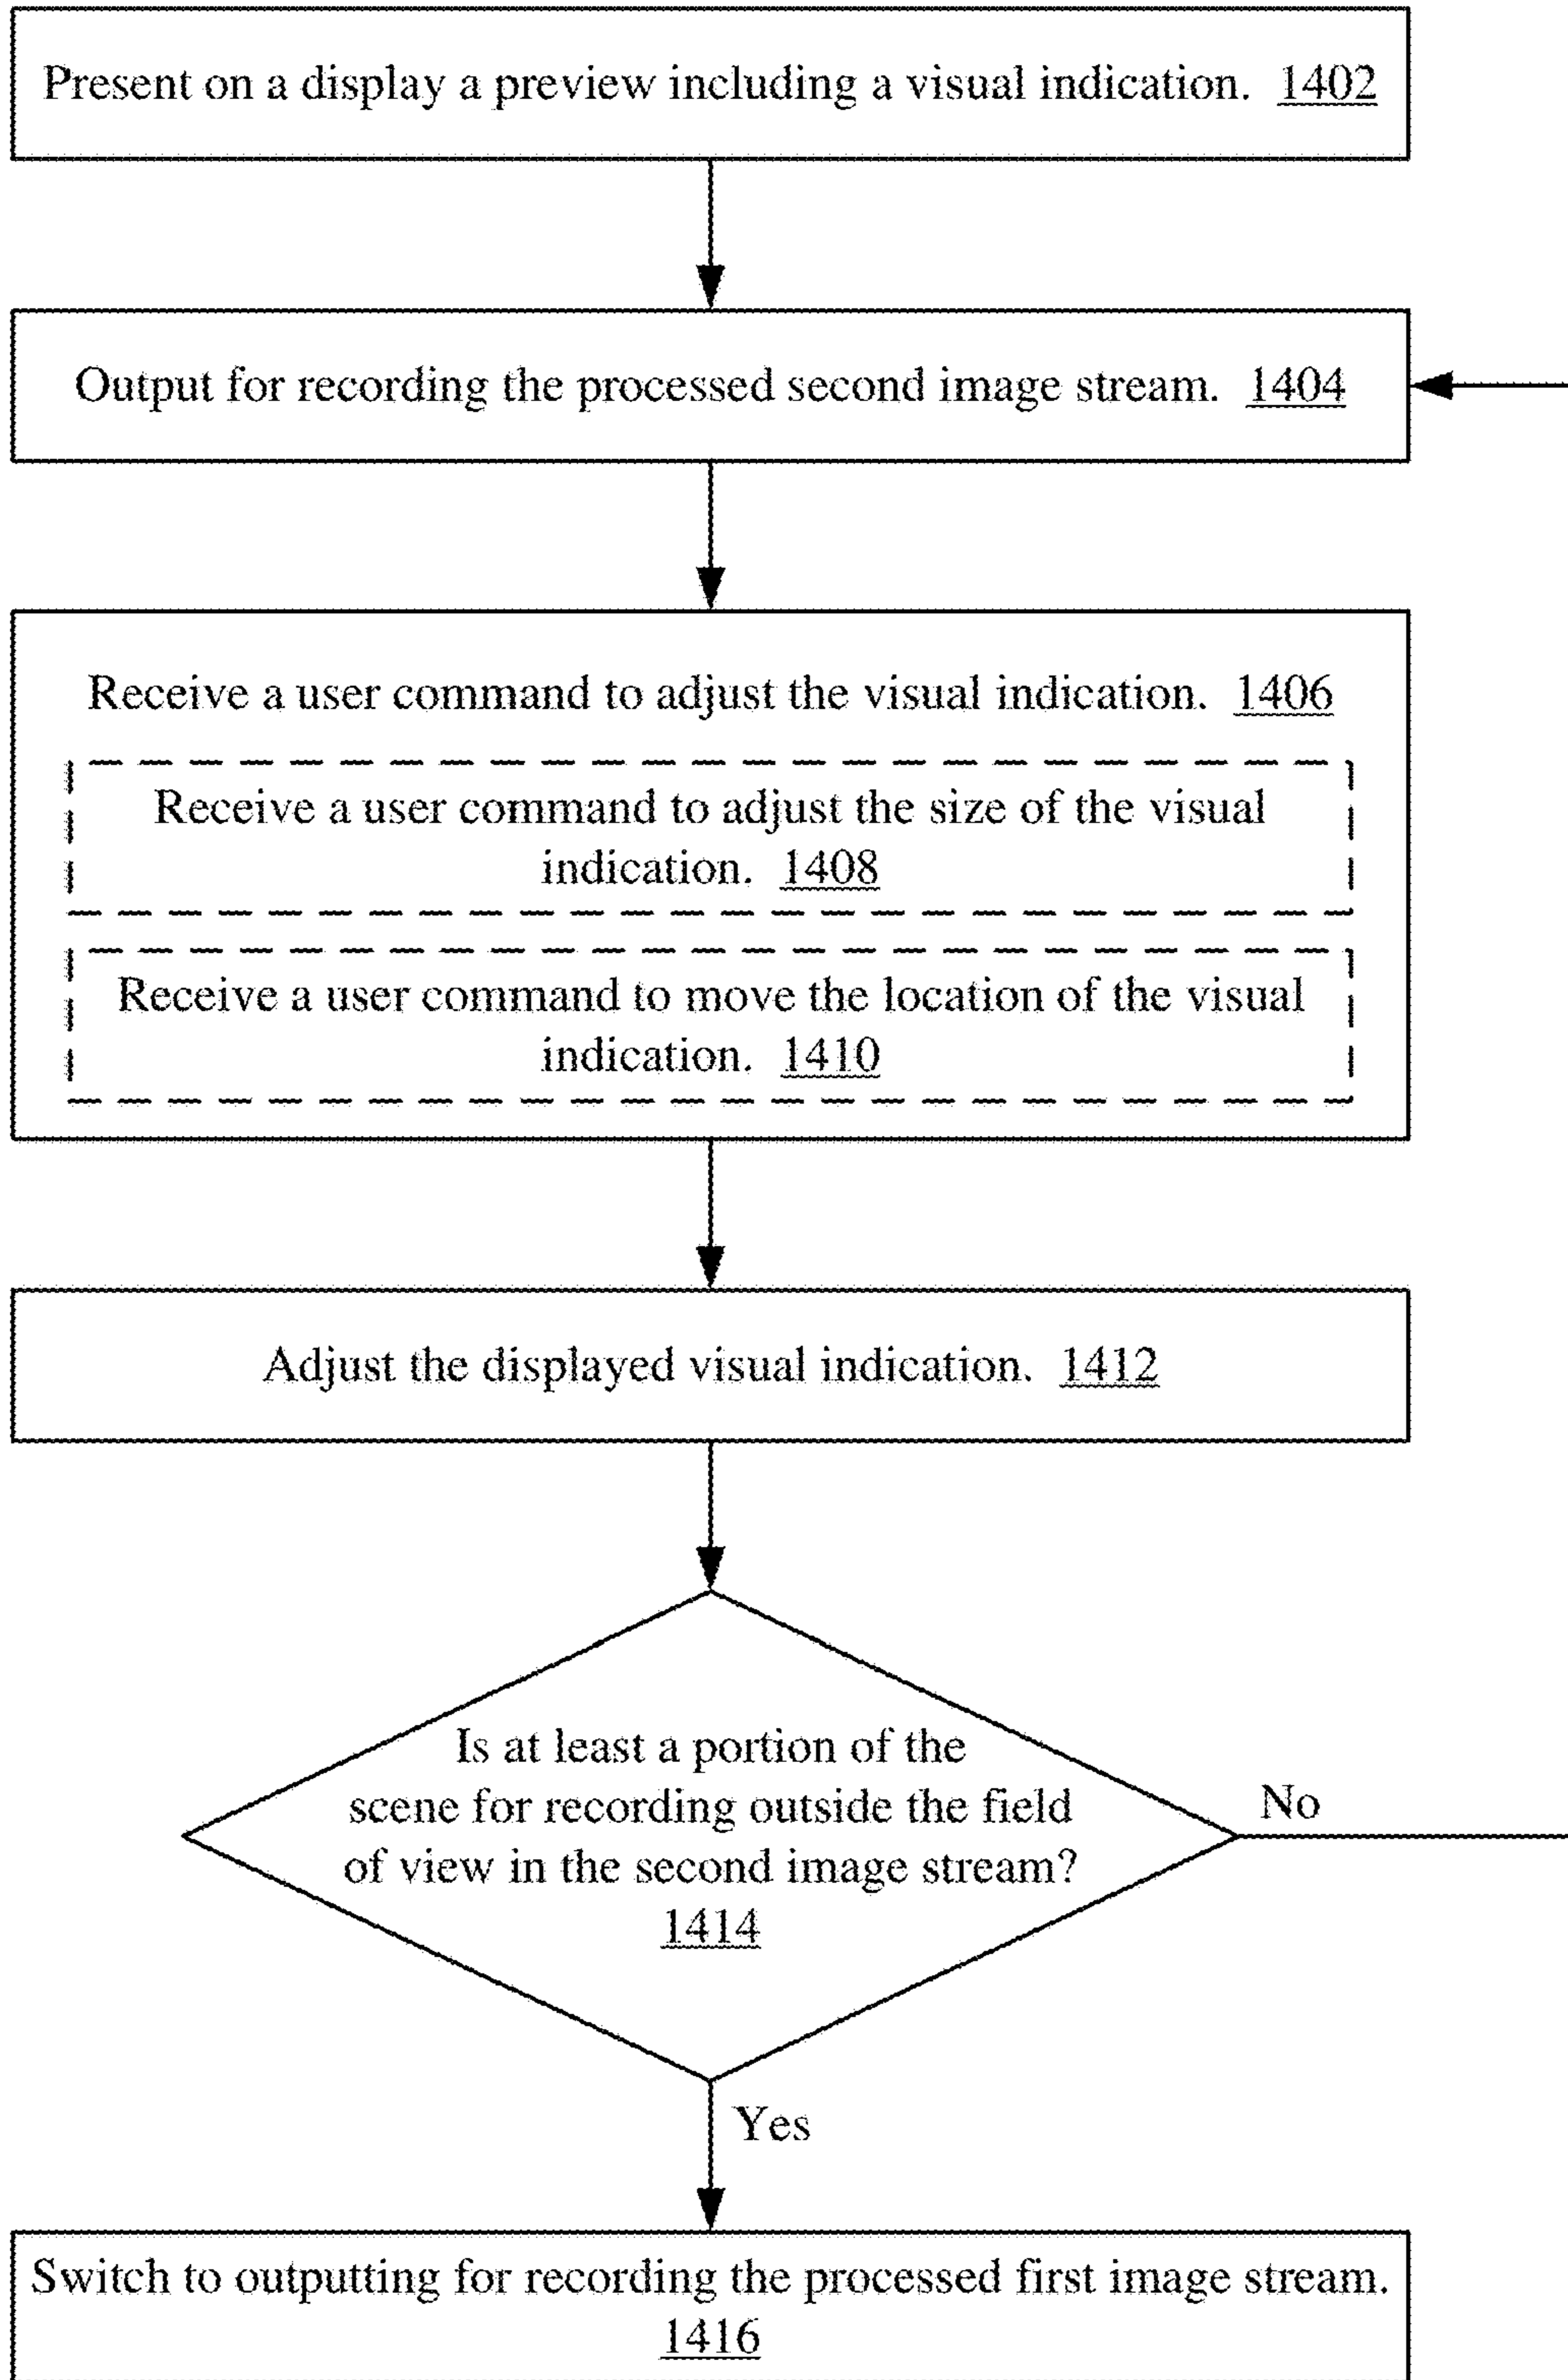 Present on a display a preview including a visual indication. 1402
Output for recording the processed second image stream. 1404
Receive a user command to adjust the visual indication. 1406
Receive a user command to adjust the size of the visual
indication. 1408
Receive a user command to move the location of the visual
indication. 1410
Adjust the displayed visual indication. 1412
Is at least a portion of the
scene for recording outside the field
of view in the second image stream?
1414
No
Yes
Switch to outputting for recording the processed first image stream.
1416